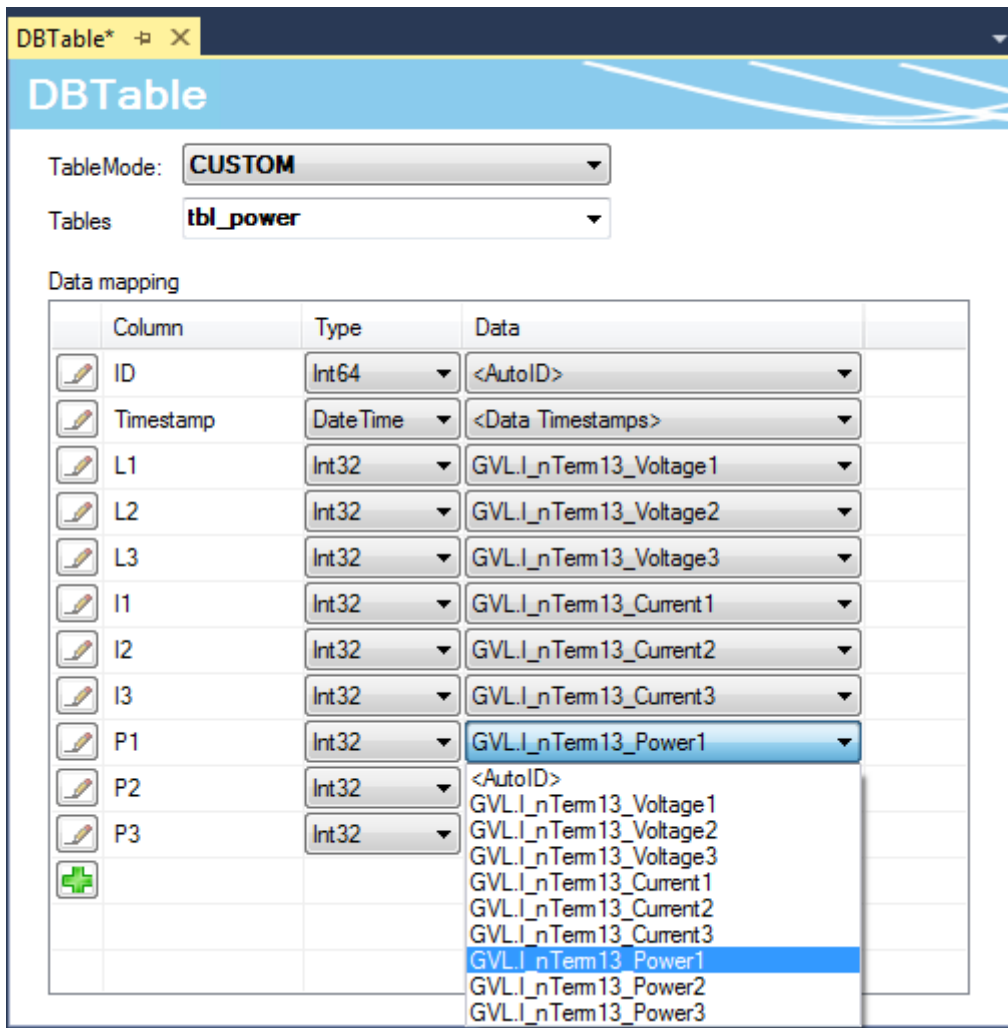 DBTable*
DBTable
TableMode: CUSTOM
Tables tbl_power
Data mapping
Column Type Data
ID Int64 <AutoID>
Timestamp DateTime <Data Timestamps>
L1 Int32 GVL.I_nTerm13_Voltage1
L2 Int32 GVL.I_nTerm13_Voltage2
L3 Int32 GVL.I_nTerm13_Voltage3
I1 Int32 GVL.I_nTerm13_Current1
I2 Int32 GVL.I_nTerm13_Current2
I3 Int32 GVL.I_nTerm13_Current3
P1 Int32 GVL.I_nTerm13_Power1
P2 Int32
P3 Int32
<AutoID>
GVL.I_nTerm13_Voltage1
GVL.I_nTerm13_Voltage2
GVL.I_nTerm13_Voltage3
GVL.I_nTerm13_Current1
GVL.I_nTerm13_Current2
GVL.I_nTerm13_Current3
GVL.I_nTerm13_Power1
GVL.I_nTerm13_Power2
GVL.I_nTerm13_Power3